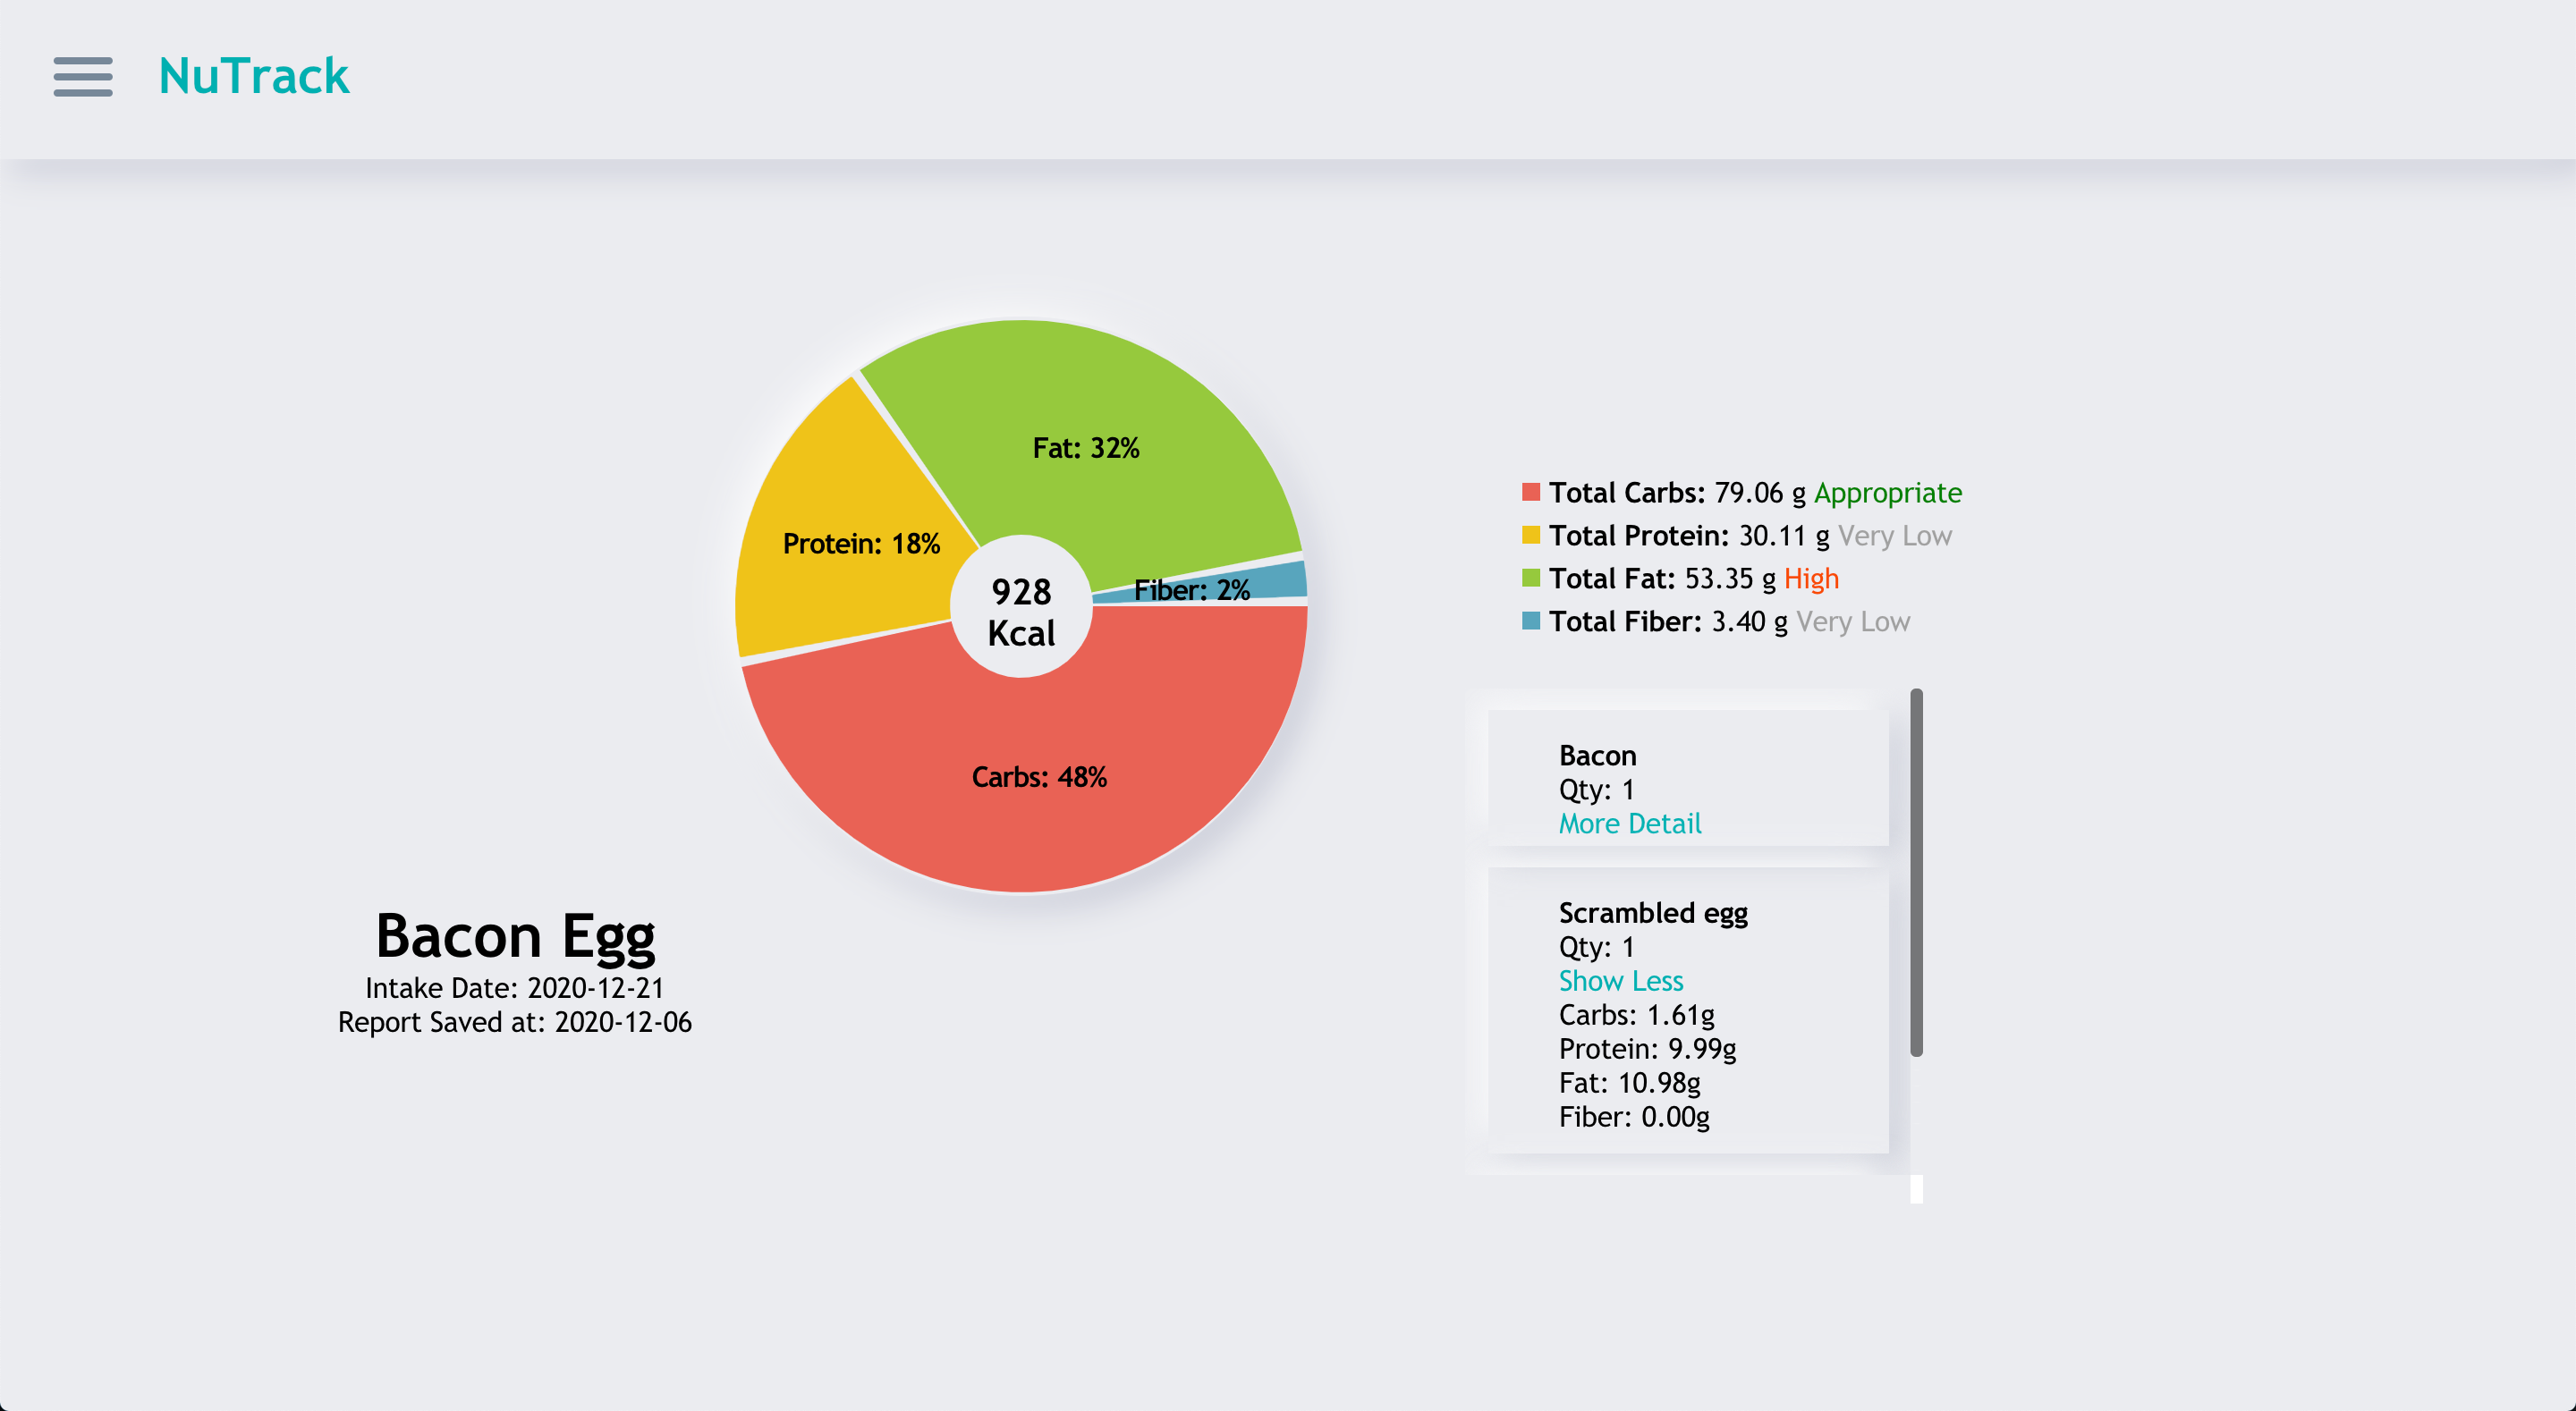 NuTrack
Fat: 32%
Protein: 18%
Fiber: 2%
928
Kcal
Carbs: 48%
Total Carbs: 79.06 g Appropriate
Total Protein: 30.11 g Very Low
Total Fat: 53.35 g High
Total Fiber: 3.40 g Very Low
Bacon Egg
Intake Date: 2020-12-21
Report Saved at: 2020-12-06
Bacon
Qty: 1
More Detail
Scrambled egg
Qty: 1
Show Less
Carbs: 1.61g
Protein: 9.99g
Fat: 10.98g
Fiber: 0.00g